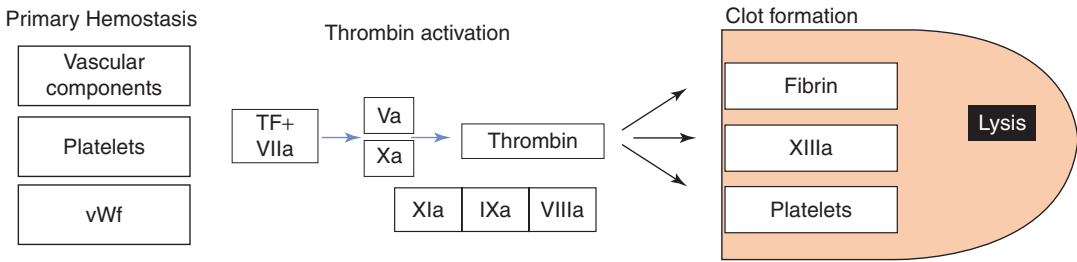 Primary Hemostasis
Vascular
components
Platelets
vWf
Thrombin activation
TF+
VIIa
Va
Xa
Thrombin
XIa IXa VIIIa
Clot formation
Fibrin
XIIIa
Platelets
Lysis